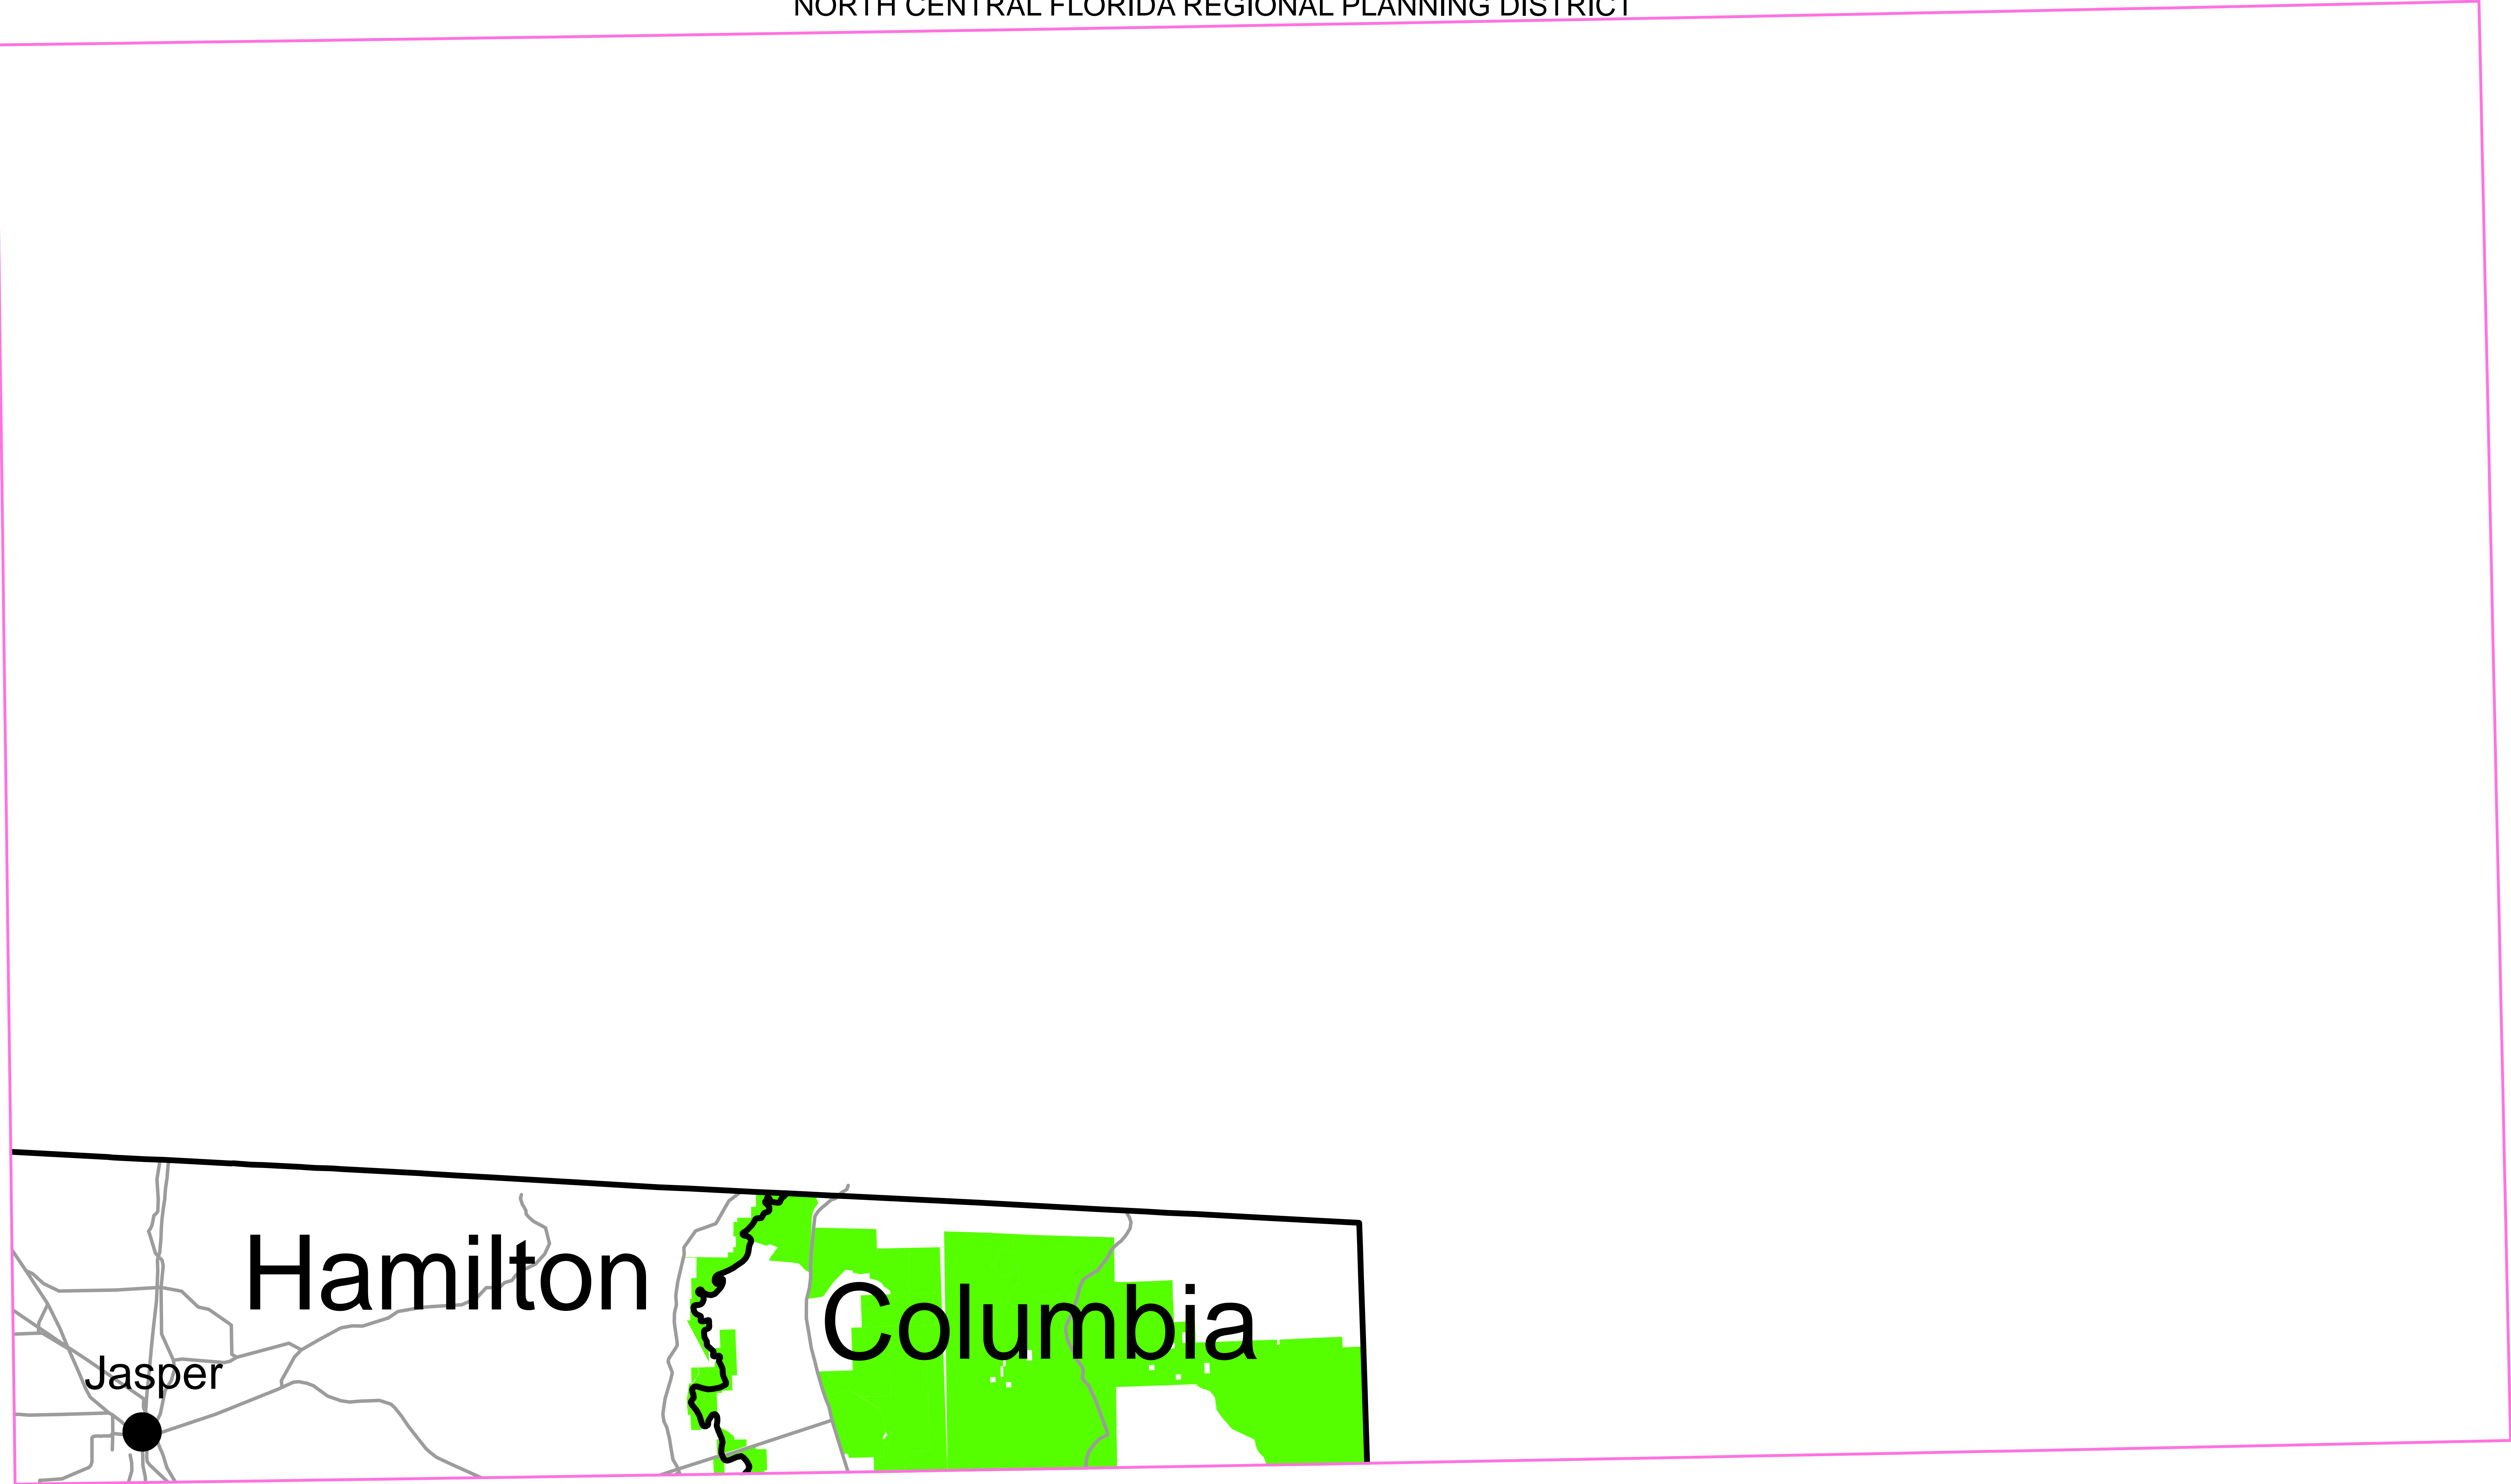 NORTH CENTRAL FLORIDA REGIONAL PLANNING DISTRICT
Hamilton
Columbia
Jasper